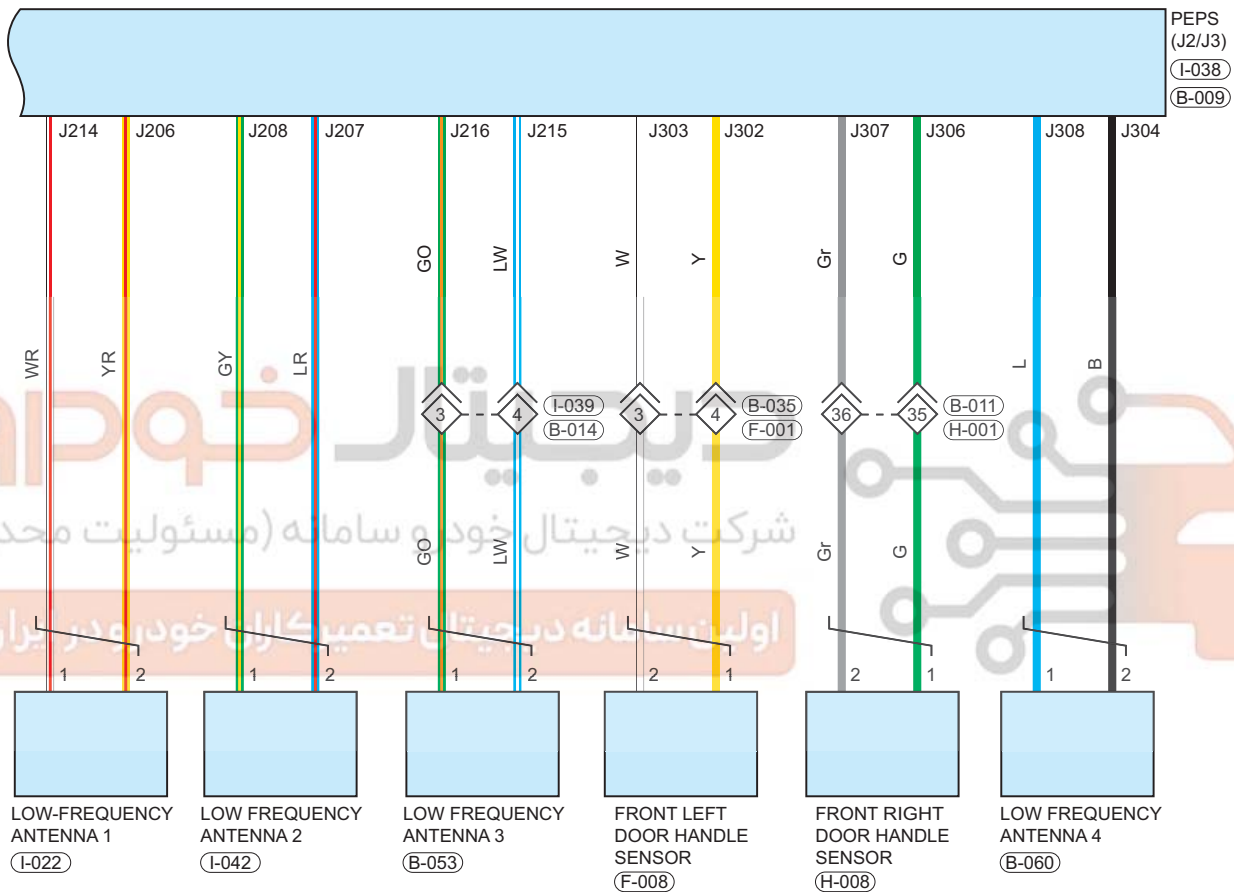 PEPS
(J2/J3)
I-038
B-009
J214 J206 J208 J207 J216 J215 J303 J302 J307 J306 J308 J304
GO LW W Y Gr G
WR YR GY LR L B
3 4 I-039 3 4 B-035 36 35 B-011
B-014 F-001 H-001
دیجیتال خودرو
شرکت دیجیتال خودرو سامانه (مسئولیت محد
GO LW W Y Gr G
اولین سامانه دیجیتال تعمیرکاران خودرو در ایران
1 2 1 2 1 2 2 1 2 1 1 2
LOW-FREQUENCY
ANTENNA 1
I-022
LOW FREQUENCY
ANTENNA 2
I-042
LOW FREQUENCY
ANTENNA 3
B-053
FRONT LEFT
DOOR HANDLE
SENSOR
F-008
FRONT RIGHT
DOOR HANDLE
SENSOR
H-008
LOW FREQUENCY
ANTENNA 4
B-060